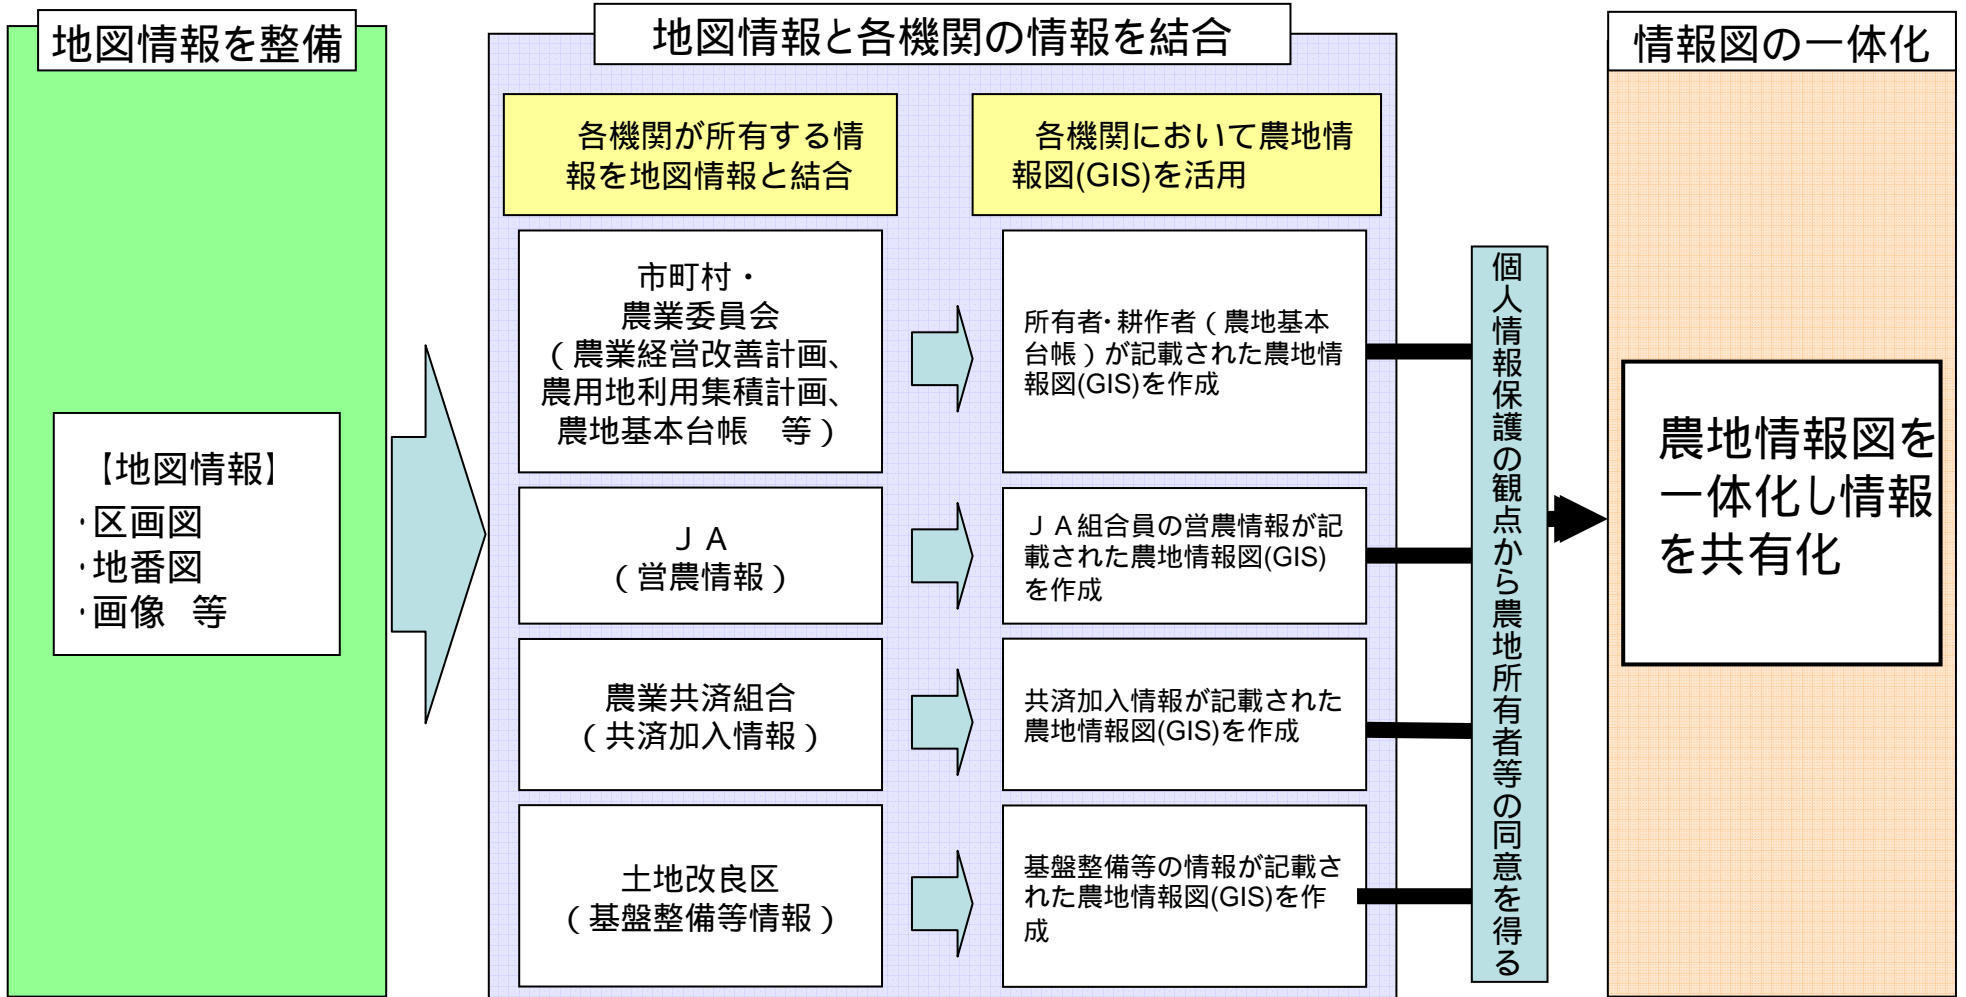 地図情報を整備
【地図情報】
・区画図
・地番図
・画像　等
地図情報と各機関の情報を結合
各機関が所有する情
報を地図情報と結合
各機関において農地情
報図(GIS)を活用
市町村・
農業委員会
（農業経営改善計画、
農用地利用集積計画、
農地基本台帳　等）
所有者・耕作者（農地基本
台帳）が記載された農地情
報図(GIS)を作成
ＪＡ
（営農情報）
ＪＡ組合員の営農情報が記
載された農地情報図(GIS)
を作成
農業共済組合
（共済加入情報）
共済加入情報が記載された
農地情報図(GIS)を作成
土地改良区
（基盤整備等情報）
基盤整備等の情報が記載さ
れた農地情報図(GIS)を作
成
個人情報保護の観点から農地所有者等の同意を得る
情報図の一体化
農地情報図を
一体化し情報
を共有化